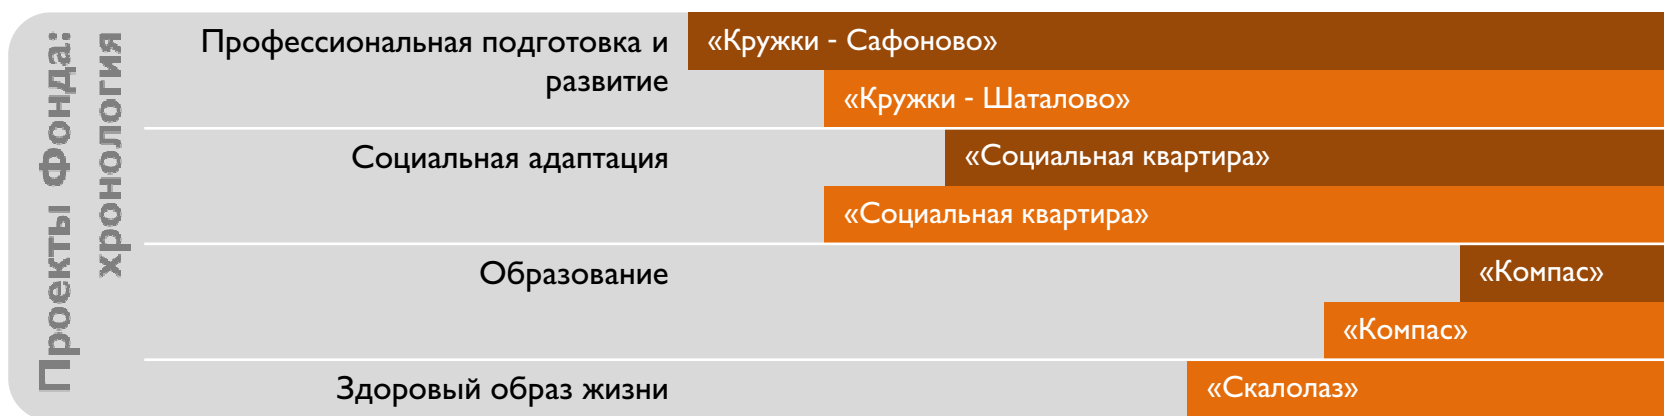 Проекты Фонда:
хронология
Профессиональная подготовка и
развитие
«Кружки - Сафоново»
«Кружки - Шаталово»
Социальная адаптация
«Социальная квартира»
«Социальная квартира»
Образование
«Компас»
«Компас»
Здоровый образ жизни
«Скалолаз»